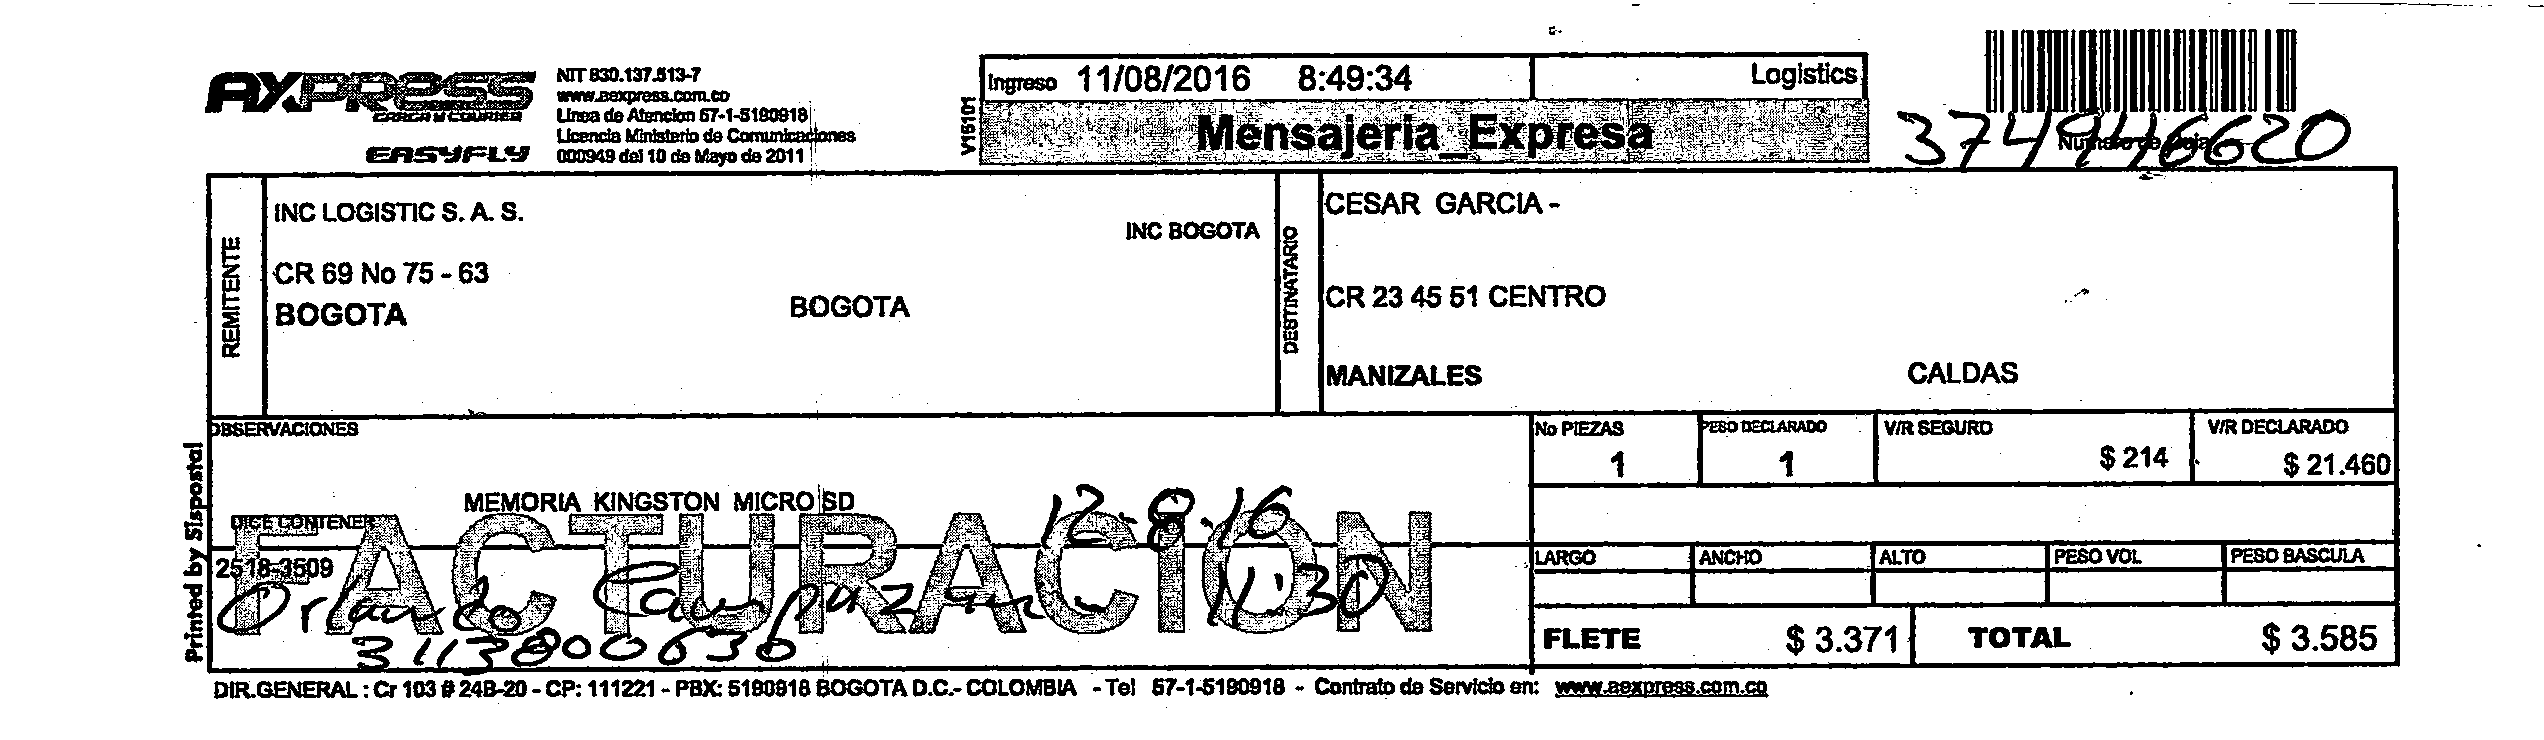 AXPRESS
CARGA Y COURIER
EASYFLY
NIT 830.137.513-7
www.aexpress.com.co
Linea de Atencion 57-1-5190918
Licencia Ministerio de Comunicaciones
000949 del 10 de Mayo de 2011
V15101
Ingreso 11/08/2016 8:49:34 Logistics
Mensajeria_Expresa
374946620
REMITENTE
INC LOGISTIC S. A. S.
INC BOGOTA
CR 69 No 75 - 63
BOGOTA BOGOTA
DESTINATARIO
CESAR GARCIA -
CR 23 45 51 CENTRO
MANIZALES CALDAS
Printed by Sispostal
OBSERVACIONES
No PIEZAS PESO DECLARADO V/R SEGURO V/R DECLARADO
1 1 $ 214 $ 21.460
MEMORIA KINGSTON MICRO SD
12-8-16
DICE CONTENER
FACTURACION
2518-3509
Orlando 11:30
3113800636
LARGO ANCHO ALTO PESO VOL PESO BASCULA
FLETE $ 3.371 TOTAL $ 3.585
DIR.GENERAL : Cr 103 # 24B-20 - CP: 111221 - PBX: 5190918 BOGOTA D.C.- COLOMBIA - Tel 57-1-5190918 - Contrato de Servicio en: www.aexpress.com.co